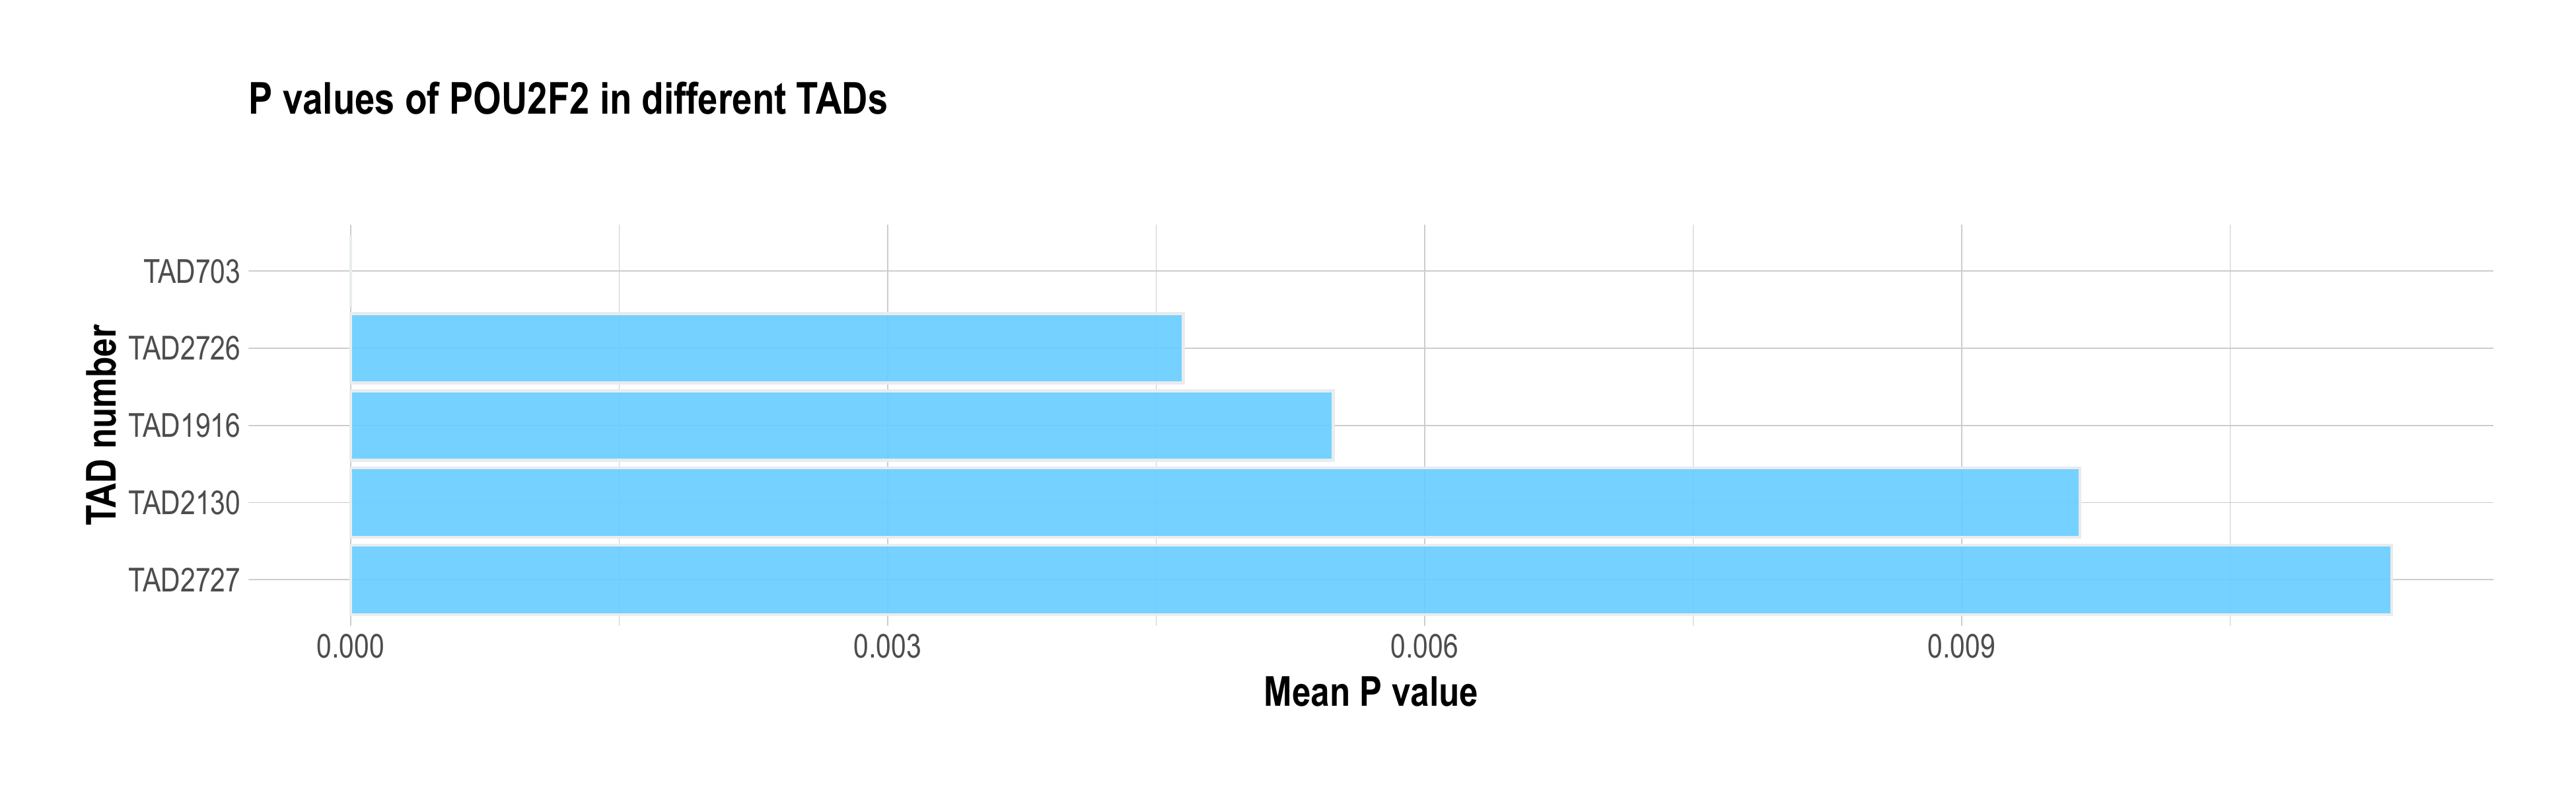 P values of POU2F2 in different TADs
TAD number
TAD703
TAD2726
TAD1916
TAD2130
TAD2727
0.000 0.003 0.006 0.009
Mean P value